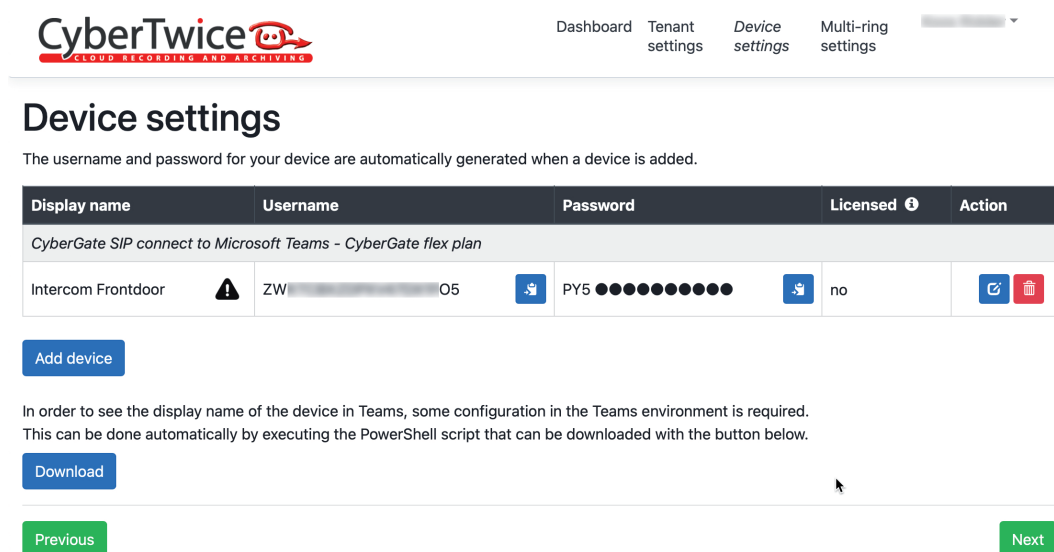 CyberTwice
CLOUD RECORDING AND ARCHIVING
Dashboard
Tenant
settings
Device
settings
Multi-ring
settings
Device settings
The username and password for your device are automatically generated when a device is added.
Display name Username Password Licensed Action
CyberGate SIP connect to Microsoft Teams - CyberGate flex plan
Intercom Frontdoor ZW O5 PY5 ●●●●●●●●●● no
Add device
In order to see the display name of the device in Teams, some configuration in the Teams environment is required.
This can be done automatically by executing the PowerShell script that can be downloaded with the button below.
Download
Previous Next